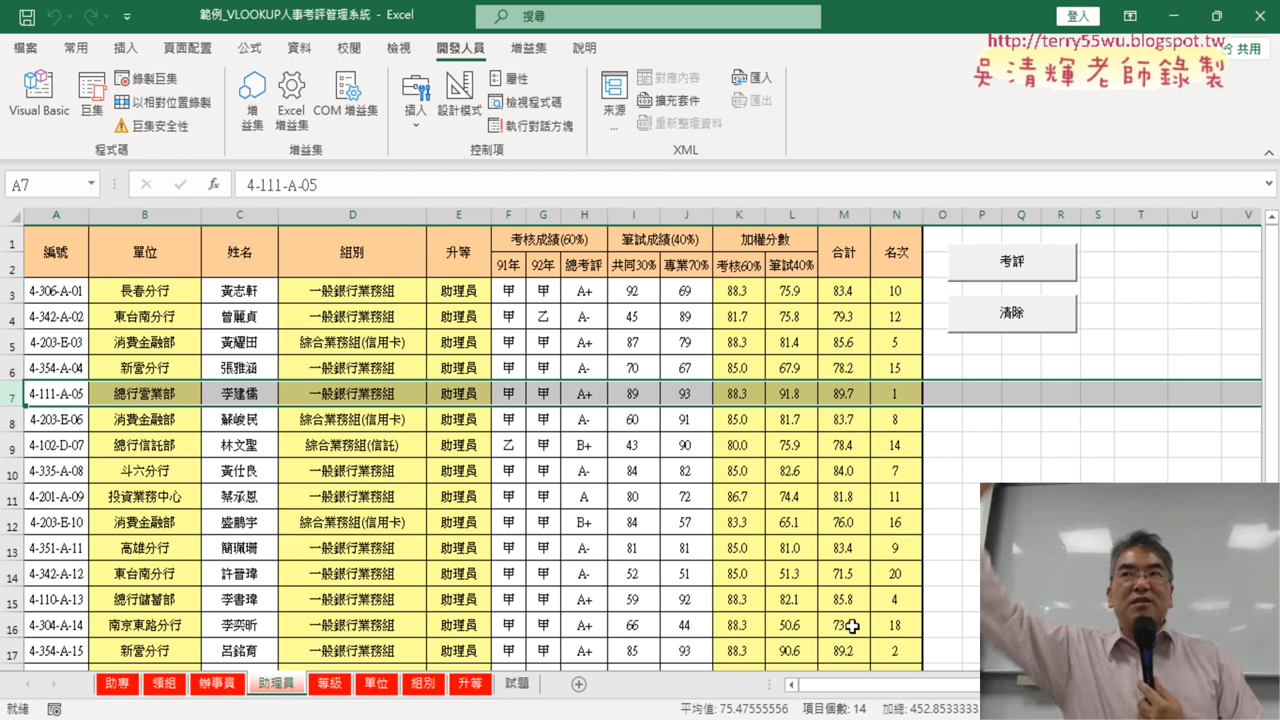 範例_VLOOKUP人事考評管理系統 - Excel
搜尋
登入
檔案 常用 插入 頁面配置 公式 資料 校閱 檢視 開發人員 增益集 說明
http://terry55wu.blogspot.tw
共用
吳清輝老師錄製
Visual Basic
巨集
錄製巨集
以相對位置錄製
巨集安全性
程式碼
增益集
Excel 增益集
COM 增益集
增益集
插入
設計模式
屬性
檢視程式碼
執行對話方塊
控制項
來源
...
對應內容
擴充套件
重新整理資料
匯入
匯出
XML
A7
fx
4-111-A-05
A B C D E F G H I J K L M N O P Q R S T U V
1 編號 單位 姓名 組別 升等 考核成績(60%) 筆試成績(40%) 加權分數 合計 名次
2 91年 92年 總考評 共同30% 專業70% 考核60% 筆試40%
考評
清除
3 4-306-A-01 長春分行 黃志軒 一般銀行業務組 助理員 甲 甲 A+ 92 69 88.3 75.9 83.4 10
4 4-342-A-02 東台南分行 曾麗貞 一般銀行業務組 助理員 甲 乙 A- 45 89 81.7 75.8 79.3 12
5 4-203-E-03 消費金融部 黃耀田 綜合業務組(信用卡) 助理員 甲 甲 A+ 87 79 88.3 81.4 85.6 5
6 4-354-A-04 新營分行 張雅涵 一般銀行業務組 助理員 甲 甲 A- 70 67 85.0 67.9 78.2 15
7 4-111-A-05 總行營業部 李建儒 一般銀行業務組 助理員 甲 甲 A+ 89 93 88.3 91.8 89.7 1
8 4-203-E-06 消費金融部 蘇峻民 綜合業務組(信用卡) 助理員 甲 甲 A- 60 91 85.0 81.7 83.7 8
9 4-102-D-07 總行信託部 林文聖 綜合業務組(信託) 助理員 乙 甲 B+ 43 90 80.0 75.9 78.4 14
10 4-335-A-08 斗六分行 黃仕良 一般銀行業務組 助理員 甲 甲 A- 84 82 85.0 82.6 84.0 7
11 4-201-A-09 投資業務中心 蔡承恩 一般銀行業務組 助理員 甲 甲 A 80 72 86.7 74.4 81.8 11
12 4-203-E-10 消費金融部 盛鵬宇 綜合業務組(信用卡) 助理員 甲 甲 B+ 84 57 83.3 65.1 76.0 16
13 4-351-A-11 高雄分行 簡珮珊 一般銀行業務組 助理員 甲 甲 A- 81 81 85.0 81.0 83.4 9
14 4-342-A-12 東台南分行 許晉瑋 一般銀行業務組 助理員 甲 甲 A- 52 51 85.0 51.3 71.5 20
15 4-110-A-13 總行儲蓄部 李書瑋 一般銀行業務組 助理員 甲 甲 A+ 59 92 88.3 82.1 85.8 4
16 4-304-A-14 南京東路分行 李奕昕 一般銀行業務組 助理員 甲 甲 A+ 66 44 88.3 50.6 73 18
17 4-354-A-15 新營分行 呂銘育 一般銀行業務組 助理員 甲 甲 A+ 85 93 88.3 90.6 89.2 2
助專 領組 辦事員 助理員 等級 單位 組別 升等 試題
就緒
平均值: 75.47555556 項目個數: 14 加總: 452.8533333